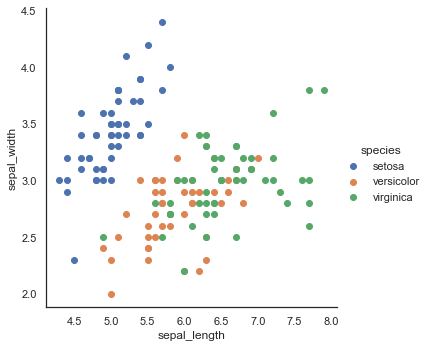 4.5
4.0
3.5
3.0
2.5
2.0
sepal_width
4.5 5.0 5.5 6.0 6.5 7.0 7.5 8.0
sepal_length
species
setosa
versicolor
virginica